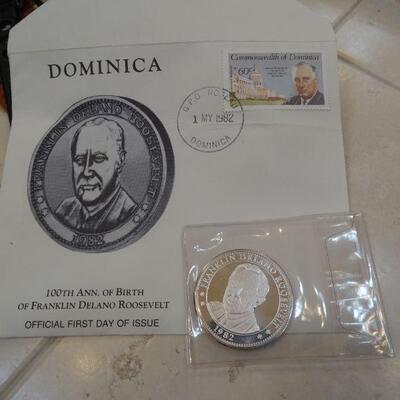 DOMINICA
Commonwealth of Dominica
60c
G.P.O. ROSEAU
1 MY 1982
DOMINICA
FRANKLIN DELANO ROOSEVELT
1982
100TH ANN. OF BIRTH
OF FRANKLIN DELANO ROOSEVELT
OFFICIAL FIRST DAY OF ISSUE
FRANKLIN DELANO ROOSEVELT
1982